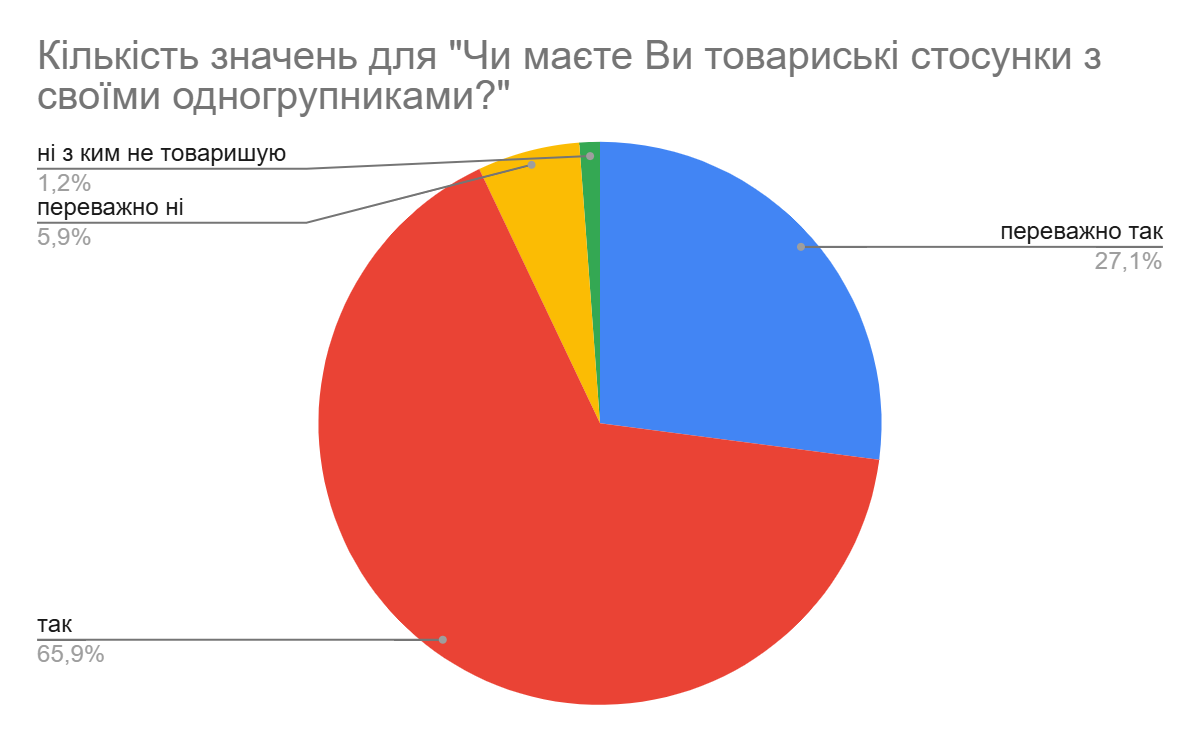 Кількість значень для "Чи маєте Ви товариські стосунки з
своїми одногрупниками?"
ні з ким не товаришую
1,2%
переважно ні
5,9%
переважно так
27,1%
так
65,9%